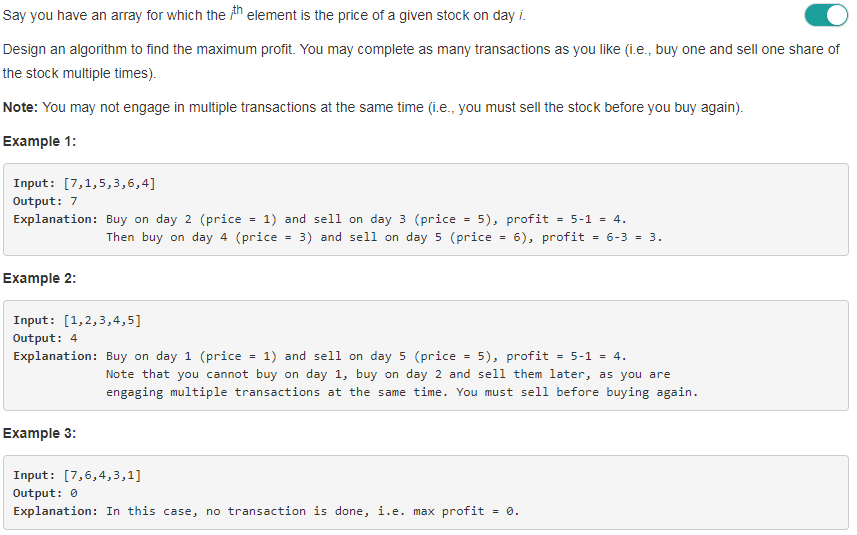 Say you have an array for which the ith element is the price of a given stock on day i.
Design an algorithm to find the maximum profit. You may complete as many transactions as you like (i.e., buy one and sell one share of
the stock multiple times).
Note: You may not engage in multiple transactions at the same time (i.e., you must sell the stock before you buy again).
Example 1:
Input: [7,1,5,3,6,4]
Output: 7
Explanation: Buy on day 2 (price = 1) and sell on day 3 (price = 5), profit = 5-1 = 4.
Then buy on day 4 (price = 3) and sell on day 5 (price = 6), profit = 6-3 = 3.
Example 2:
Input: [1,2,3,4,5]
Output: 4
Explanation: Buy on day 1 (price = 1) and sell on day 5 (price = 5), profit = 5-1 = 4.
Note that you cannot buy on day 1, buy on day 2 and sell them later, as you are
engaging multiple transactions at the same time. You must sell before buying again.
Example 3:
Input: [7,6,4,3,1]
Output: 0
Explanation: In this case, no transaction is done, i.e. max profit = 0.